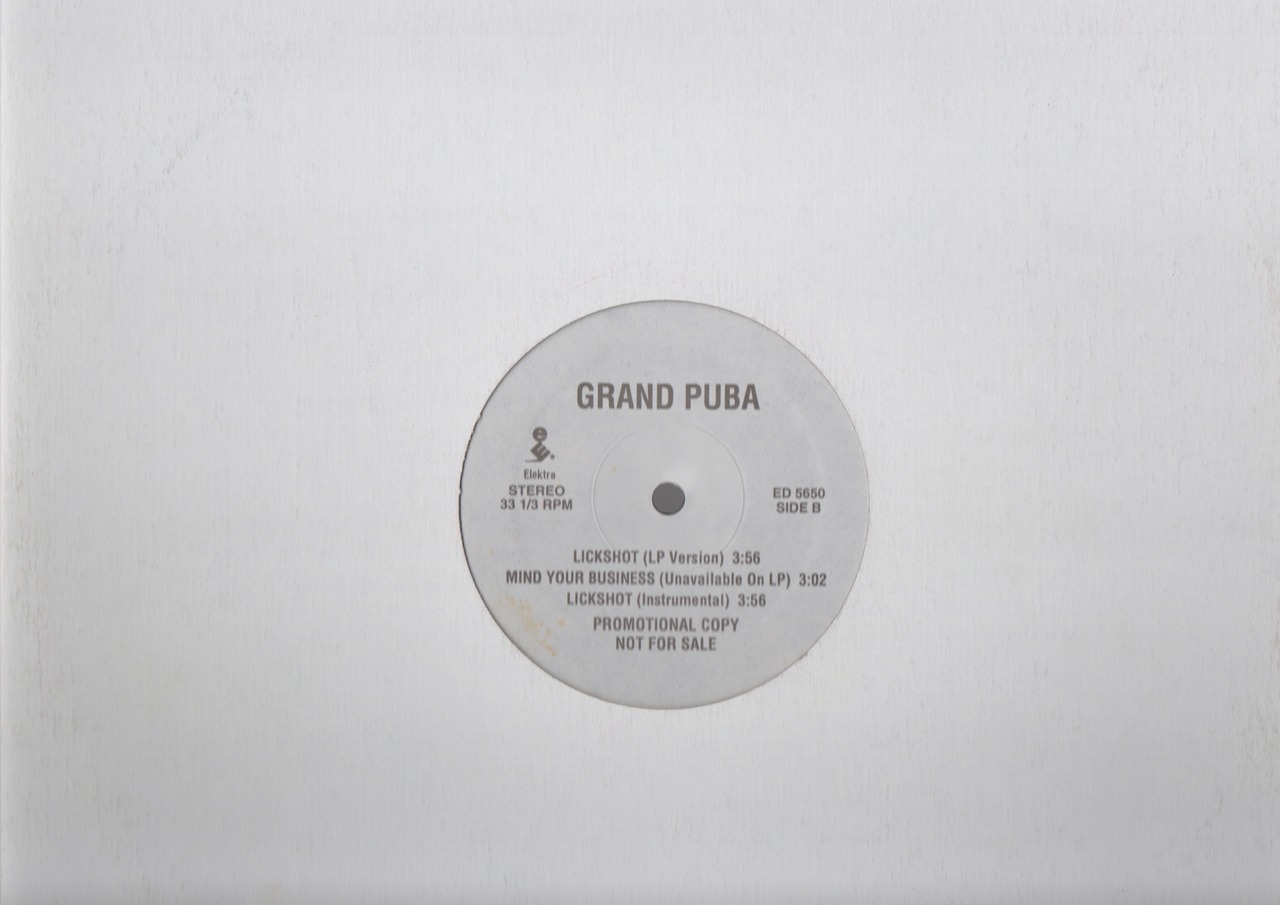 GRAND PUBA
Elektra
STEREO
33 1/3 RPM
ED 5650
SIDE B
LICKSHOT (LP Version) 3:56
MIND YOUR BUSINESS (Unavailable On LP) 3:02
LICKSHOT (Instrumental) 3:56
PROMOTIONAL COPY
NOT FOR SALE